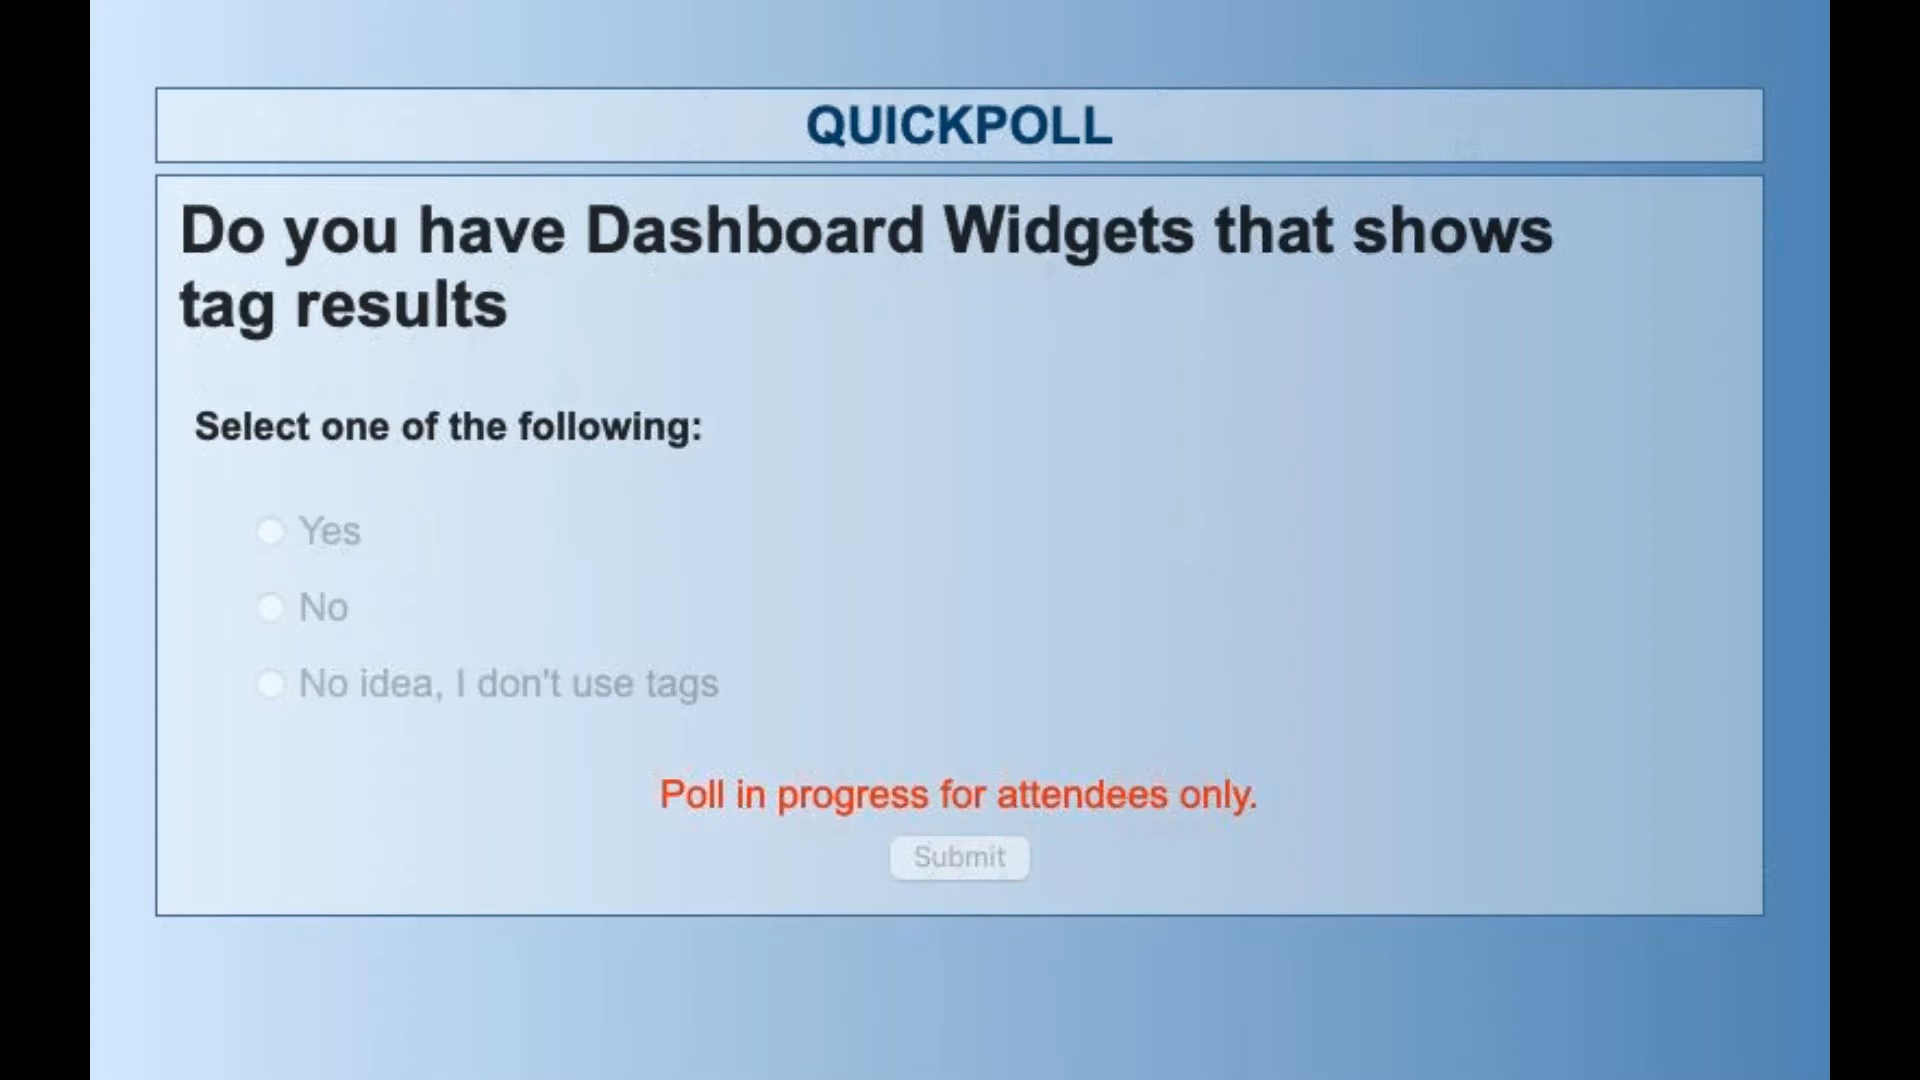 QUICKPOLL
Do you have Dashboard Widgets that shows
tag results
Select one of the following:
Yes
No
No idea, I don't use tags
Poll in progress for attendees only.
Submit